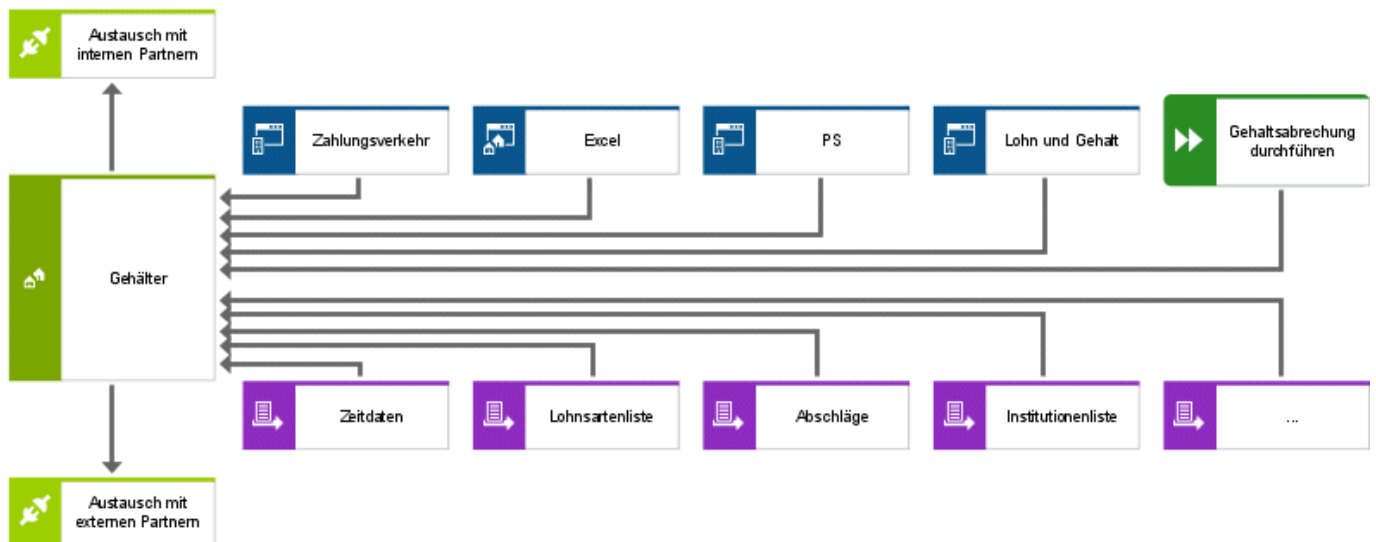 Austausch mit
internen Partnern
Zahlungsverkehr
Excel
PS
Lohn und Gehalt
Gehaltsabrechung
durchführen
Gehälter
Zeitdaten
Lohnsartenliste
Abschläge
Institutionenliste
...
Austausch mit
externen Partnern